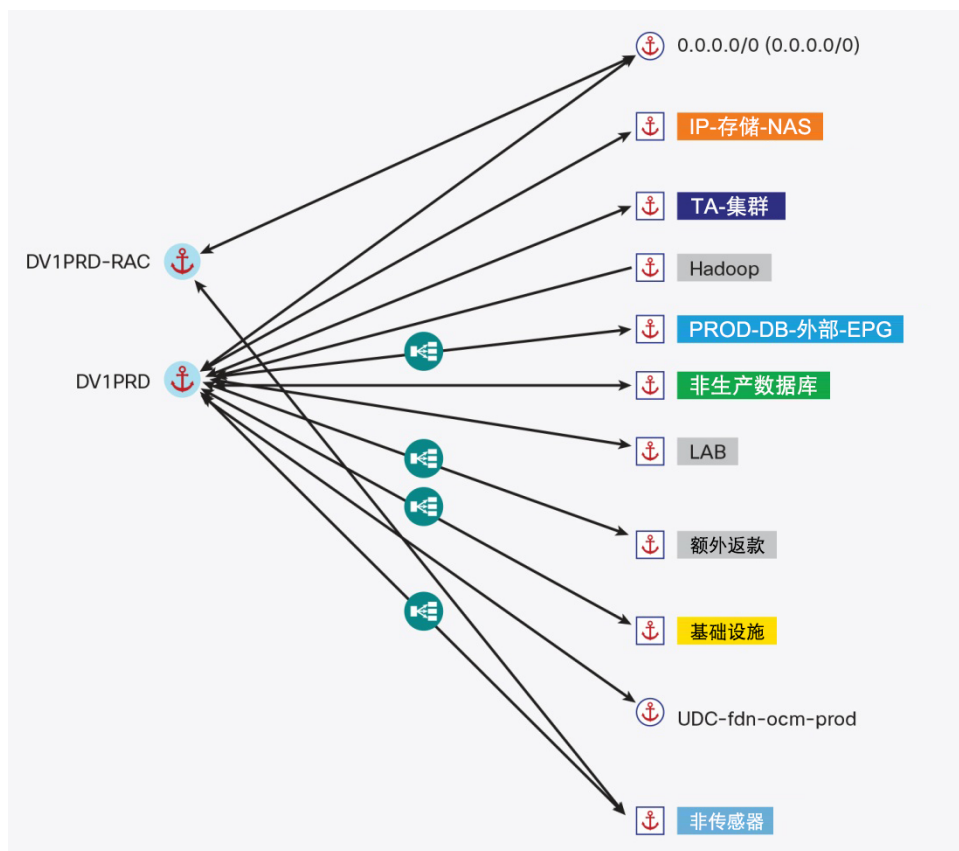 0.0.0.0/0 (0.0.0.0/0)
IP-存储-NAS
TA-集群
DV1PRD-RAC
Hadoop
PROD-DB-外部-EPG
DV1PRD
非生产数据库
LAB
额外返款
基础设施
UDC-fdn-ocm-prod
非传感器